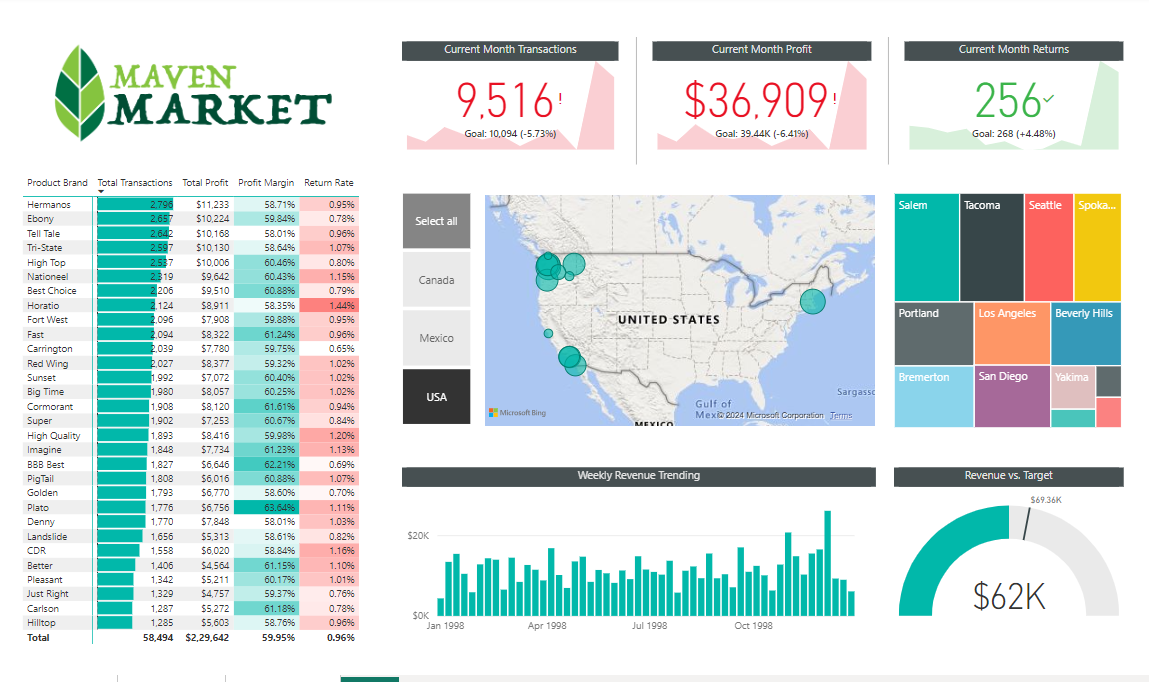 MAVEN
MARKET
Current Month Transactions
9,516!
Goal: 10,094 (-5.73%)
Current Month Profit
$36,909!
Goal: 39.44K (-6.41%)
Current Month Returns
256
Goal: 268 (+4.48%)
Product Brand Total Transactions Total Profit Profit Margin Return Rate
Hermanos 2,796 $11,233 58.71% 0.95%
Ebony 2,657 $10,224 59.84% 0.78%
Tell Tale 2,642 $10,168 58.01% 0.96%
Tri-State 2,597 $10,130 58.64% 1.07%
High Top 2,537 $10,006 60.46% 0.80%
Nationeel 2,319 $9,642 60.43% 1.15%
Best Choice 2,206 $9,510 60.88% 0.79%
Horatio 2,124 $8,911 58.35% 1.44%
Fort West 2,096 $7,908 59.88% 0.95%
Fast 2,094 $8,322 61.24% 0.96%
Carrington 2,039 $7,780 59.75% 0.65%
Red Wing 2,027 $8,377 59.32% 1.02%
Sunset 1,992 $7,072 60.40% 1.02%
Big Time 1,980 $8,057 60.25% 1.02%
Cormorant 1,908 $8,120 61.61% 0.94%
Super 1,902 $7,253 60.67% 0.84%
High Quality 1,893 $8,416 59.98% 1.20%
Imagine 1,848 $7,734 61.23% 1.13%
BBB Best 1,827 $6,646 62.21% 0.69%
PigTail 1,808 $6,016 60.88% 1.07%
Golden 1,793 $6,770 58.60% 0.70%
Plato 1,776 $6,756 63.64% 1.11%
Denny 1,770 $7,848 58.01% 1.03%
Landslide 1,656 $5,313 58.61% 0.82%
CDR 1,558 $6,020 58.84% 1.16%
Better 1,406 $4,564 61.15% 1.10%
Pleasant 1,342 $5,211 60.17% 1.01%
Just Right 1,329 $4,757 59.37% 0.76%
Carlson 1,287 $5,272 61.18% 0.78%
Hilltop 1,285 $5,603 58.76% 0.96%
Total 58,494 $2,29,642 59.95% 0.96%
Select all
Canada
Mexico
USA
UNITED STATES
Sargasso
Gulf of
Mexico
MEXICO
Microsoft Bing
© 2024 Microsoft Corporation Terms
Salem Tacoma Seattle Spoka...
Portland Los Angeles Beverly Hills
Bremerton San Diego Yakima
Weekly Revenue Trending
$20K
$0K
Jan 1998 Apr 1998 Jul 1998 Oct 1998
Revenue vs. Target
$69.36K
$62K